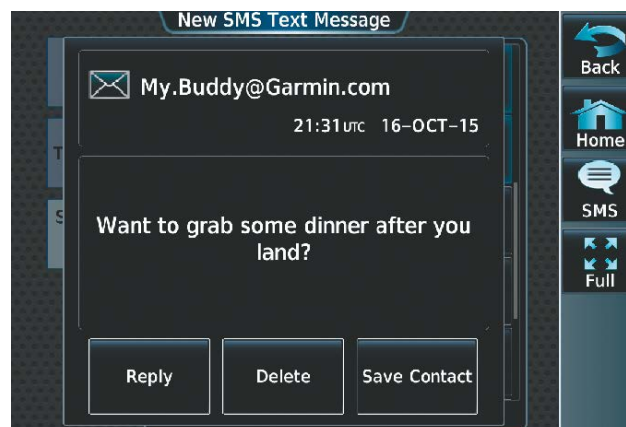 New SMS Text Message
My.Buddy@Garmin.com
21:31UTC 16-OCT-15
Want to grab some dinner after you
land?
Reply
Delete
Save Contact
Back
Home
SMS
Full
T
S